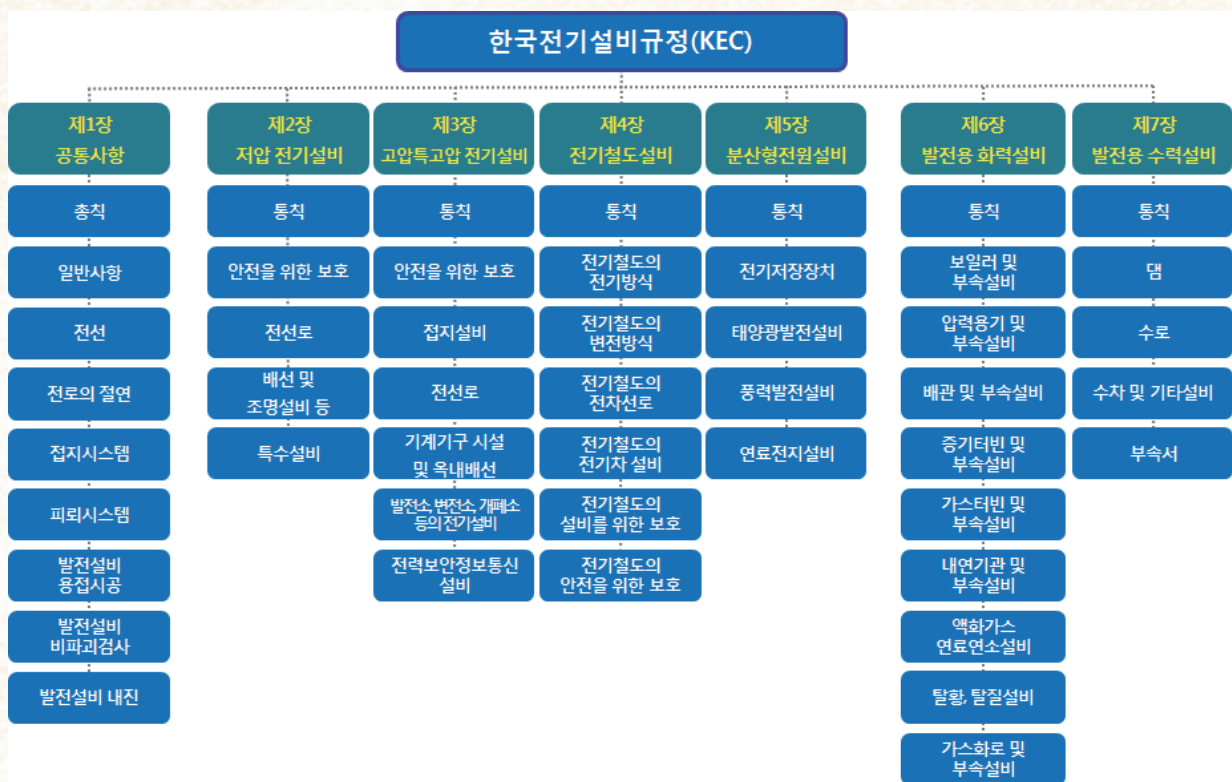 한국전기설비규정(KEC)
제1장
공통사항
총칙
일반사항
전선
전로의 절연
접지시스템
피뢰시스템
발전설비
용접시공
발전설비
비파괴검사
발전설비 내진
제2장
저압 전기설비
통칙
안전을 위한 보호
전선로
배선 및
조명설비 등
특수설비
제3장
고압특고압 전기설비
통칙
안전을 위한 보호
접지설비
전선로
기계기구 시설
및 옥내배선
발전소, 변전소, 개폐소
등의 전기설비
전력보안정보통신
설비
제4장
전기철도설비
통칙
전기철도의
전기방식
전기철도의
변전방식
전기철도의
전차선로
전기철도의
전기차 설비
전기철도의
설비를 위한 보호
전기철도의
안전을 위한 보호
제5장
분산형전원설비
통칙
전기저장장치
태양광발전설비
풍력발전설비
연료전지설비
제6장
발전용 화력설비
통칙
보일러 및
부속설비
압력용기 및
부속설비
배관 및 부속설비
증기터빈 및
부속설비
가스터빈 및
부속설비
내연기관 및
부속설비
액화가스
연료연소설비
탈황, 탈질설비
가스화로 및
부속설비
제7장
발전용 수력설비
통칙
댐
수로
수차 및 기타설비
부속서